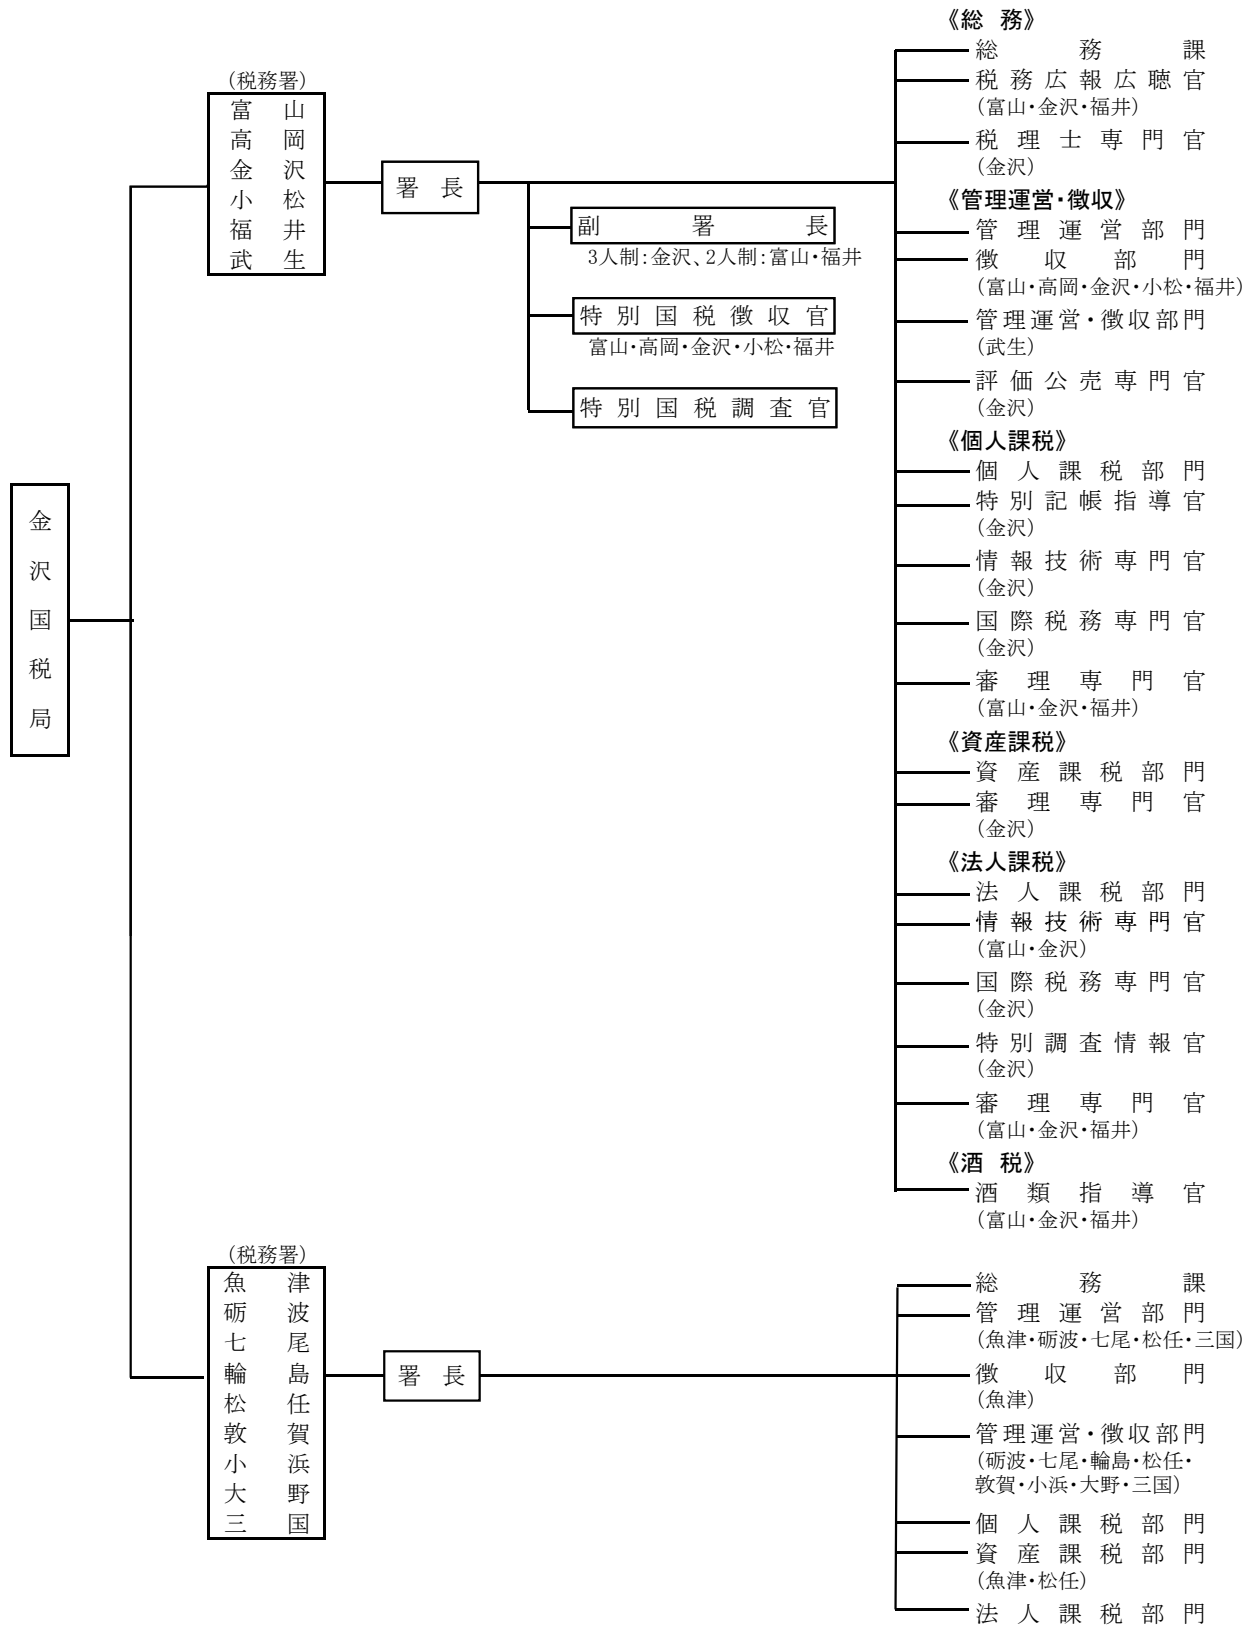 金沢国税局
(税務署)
富山
高岡
金沢
小松
福井
武生
署長
副署長
3人制:金沢、2人制:富山・福井
特別国税徴収官
富山・高岡・金沢・小松・福井
特別国税調査官
《総務》
総務課
税務広報広聴官
(富山・金沢・福井)
税理士専門官
(金沢)
《管理運営・徴収》
管理運営部門
徴収部門
(富山・高岡・金沢・小松・福井)
管理運営・徴収部門
(武生)
評価公売専門官
(金沢)
《個人課税》
個人課税部門
特別記帳指導官
(金沢)
情報技術専門官
(金沢)
国際税務専門官
(金沢)
審理専門官
(富山・金沢・福井)
《資産課税》
資産課税部門
審理専門官
(金沢)
《法人課税》
法人課税部門
情報技術専門官
(富山・金沢)
国際税務専門官
(金沢)
特別調査情報官
(金沢)
審理専門官
(富山・金沢・福井)
《酒税》
酒類指導官
(富山・金沢・福井)
(税務署)
魚津
砺波
七尾
輪島
松任
敦賀
小浜
大野
三国
署長
総務課
管理運営部門
(魚津・砺波・七尾・松任・三国)
徴収部門
(魚津)
管理運営・徴収部門
(砺波・七尾・輪島・松任・
敦賀・小浜・大野・三国)
個人課税部門
資産課税部門
(魚津・松任)
法人課税部門